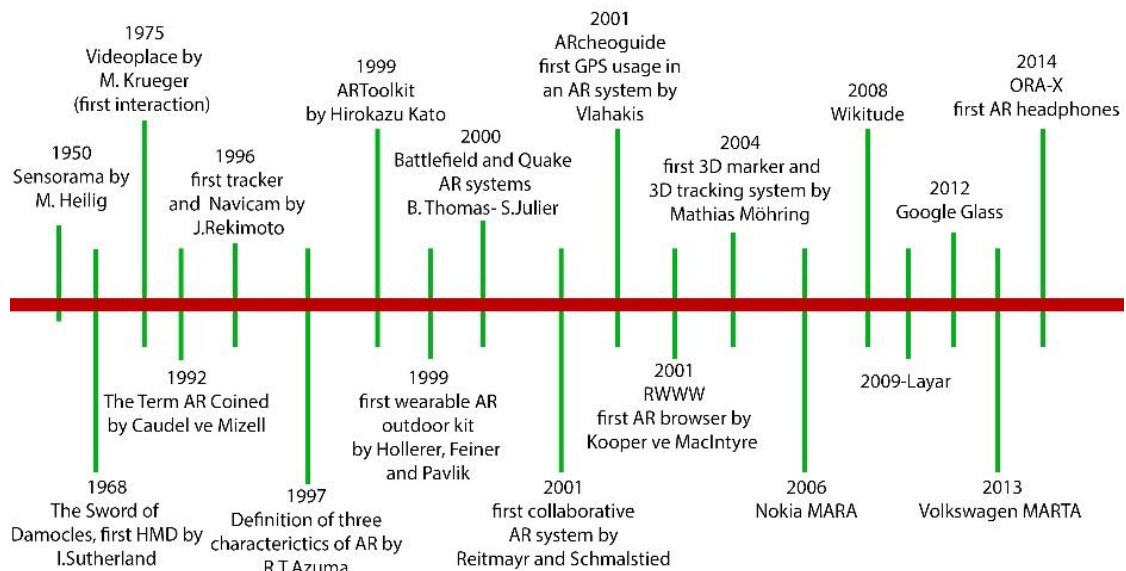 1950
Sensorama by
M. Heilig
1968
The Sword of
Damocles, first HMD by
I.Sutherland
1975
Videoplace by
M. Krueger
(first interaction)
1992
The Term AR Coined
by Caudel ve Mizell
1996
first tracker
and Navicam by
J.Rekimoto
1997
Definition of three
characterictics of AR by
R.T.Azuma
1999
ARToolkit
by Hirokazu Kato
1999
first wearable AR
outdoor kit
by Hollerer, Feiner
and Pavlik
2000
Battlefield and Quake
AR systems
B. Thomas- S.Julier
2001
first collaborative
AR system by
Reitmayr and Schmalstied
2001
ARcheoguide
first GPS usage in
an AR system by
Vlahakis
2001
RWWW
first AR browser by
Kooper ve MacIntyre
2004
first 3D marker and
3D tracking system by
Mathias Möhring
2006
Nokia MARA
2008
Wikitude
2009-Layar
2012
Google Glass
2013
Volkswagen MARTA
2014
ORA-X
first AR headphones